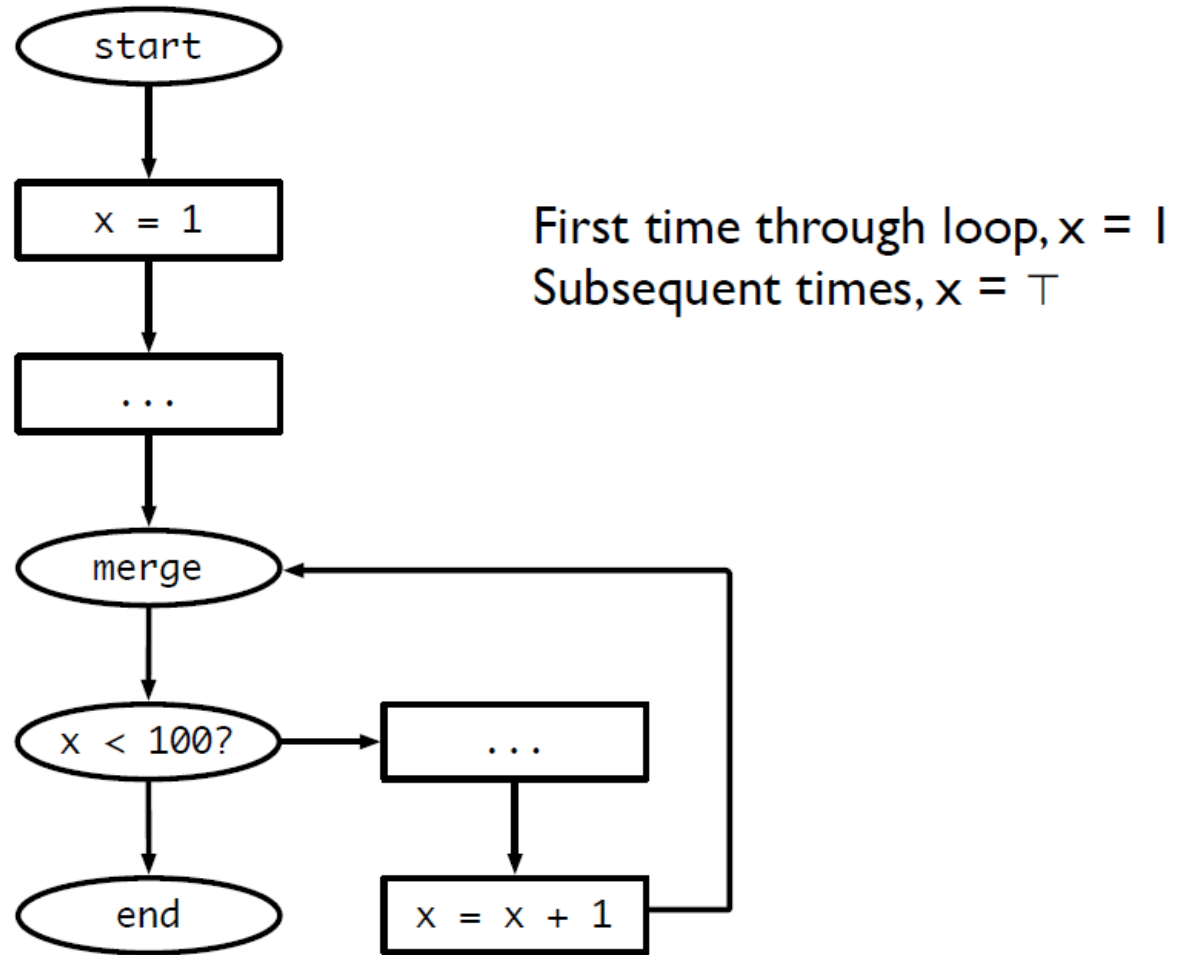 start
x = 1
First time through loop, x = 1
Subsequent times, x = ⊤
...
merge
x < 100?
...
end
x = x + 1